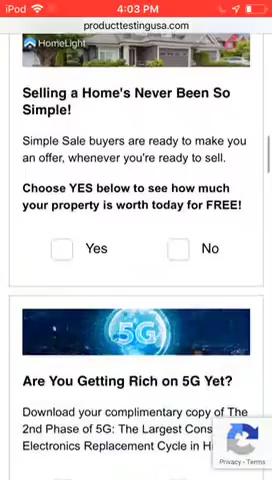 iPod 4:03 PM
producttestingusa.com
HomeLight
Selling a Home's Never Been So
Simple!
Simple Sale buyers are ready to make you
an offer, whenever you're ready to sell.
Choose YES below to see how much
your property is worth today for FREE!
Yes No
5G
Are You Getting Rich on 5G Yet?
Download your complimentary copy of The
2nd Phase of 5G: The Largest Cons
Electronics Replacement Cycle in Hi
Privacy - Terms